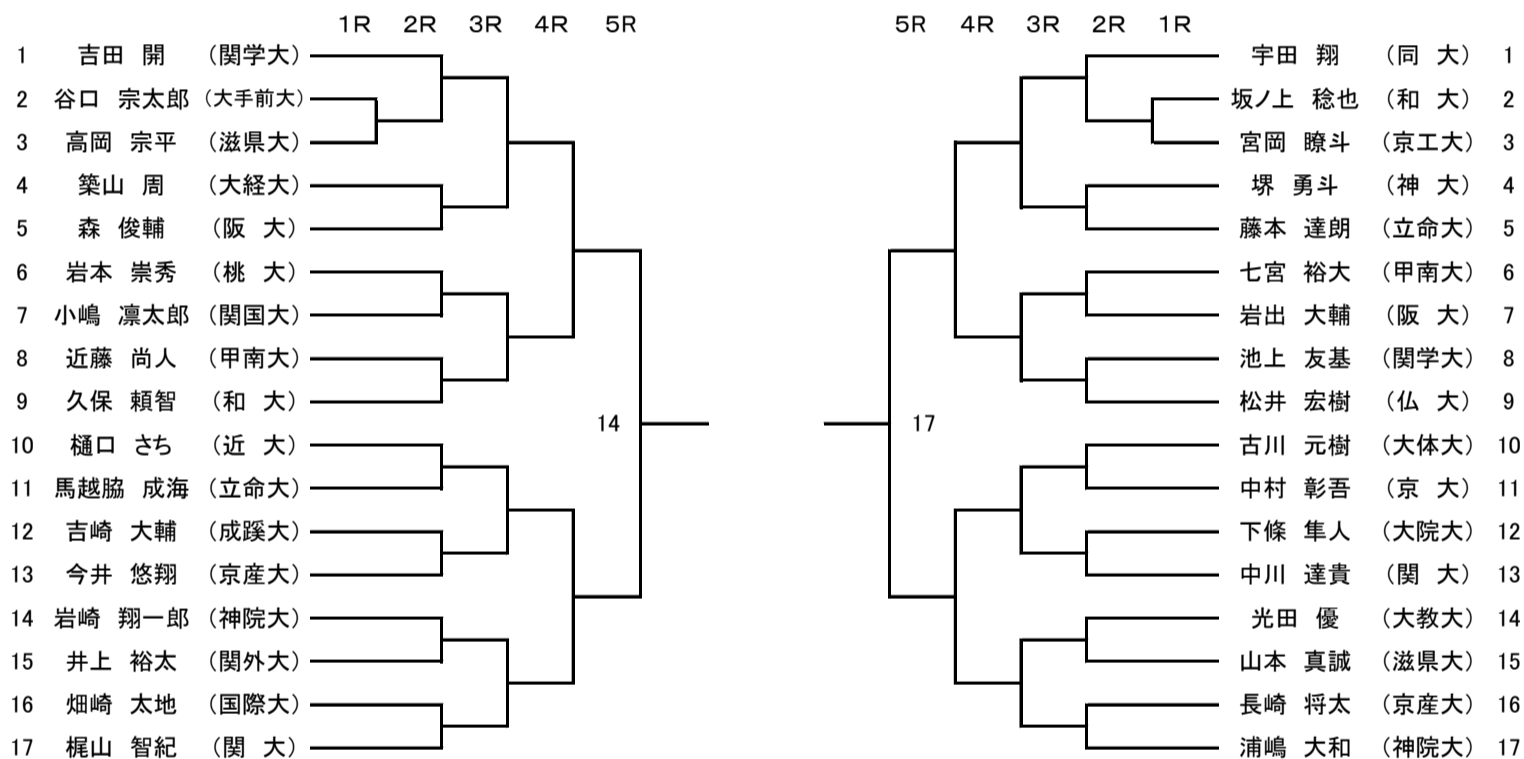 1R 2R 3R 4R 5R 5R 4R 3R 2R 1R
1 吉田 開 (関学大) 宇田 翔 (同 大) 1
2 谷口 宗太郎 (大手前大) 坂ノ上 稔也 (和 大) 2
3 高岡 宗平 (滋県大) 宮岡 瞭斗 (京工大) 3
4 築山 周 (大経大) 堺 勇斗 (神 大) 4
5 森 俊輔 (阪 大) 藤本 達朗 (立命大) 5
6 岩本 崇秀 (桃 大) 七宮 裕大 (甲南大) 6
7 小嶋 凛太郎 (関国大) 岩出 大輔 (阪 大) 7
8 近藤 尚人 (甲南大) 池上 友基 (関学大) 8
9 久保 頼智 (和 大) 松井 宏樹 (仏 大) 9
14 17
10 樋口 さち (近 大) 古川 元樹 (大体大) 10
11 馬越脇 成海 (立命大) 中村 彰吾 (京 大) 11
12 吉崎 大輔 (成蹊大) 下條 隼人 (大院大) 12
13 今井 悠翔 (京産大) 中川 達貴 (関 大) 13
14 岩崎 翔一郎 (神院大) 光田 優 (大教大) 14
15 井上 裕太 (関外大) 山本 真誠 (滋県大) 15
16 畑崎 太地 (国際大) 長崎 将太 (京産大) 16
17 梶山 智紀 (関 大) 浦嶋 大和 (神院大) 17